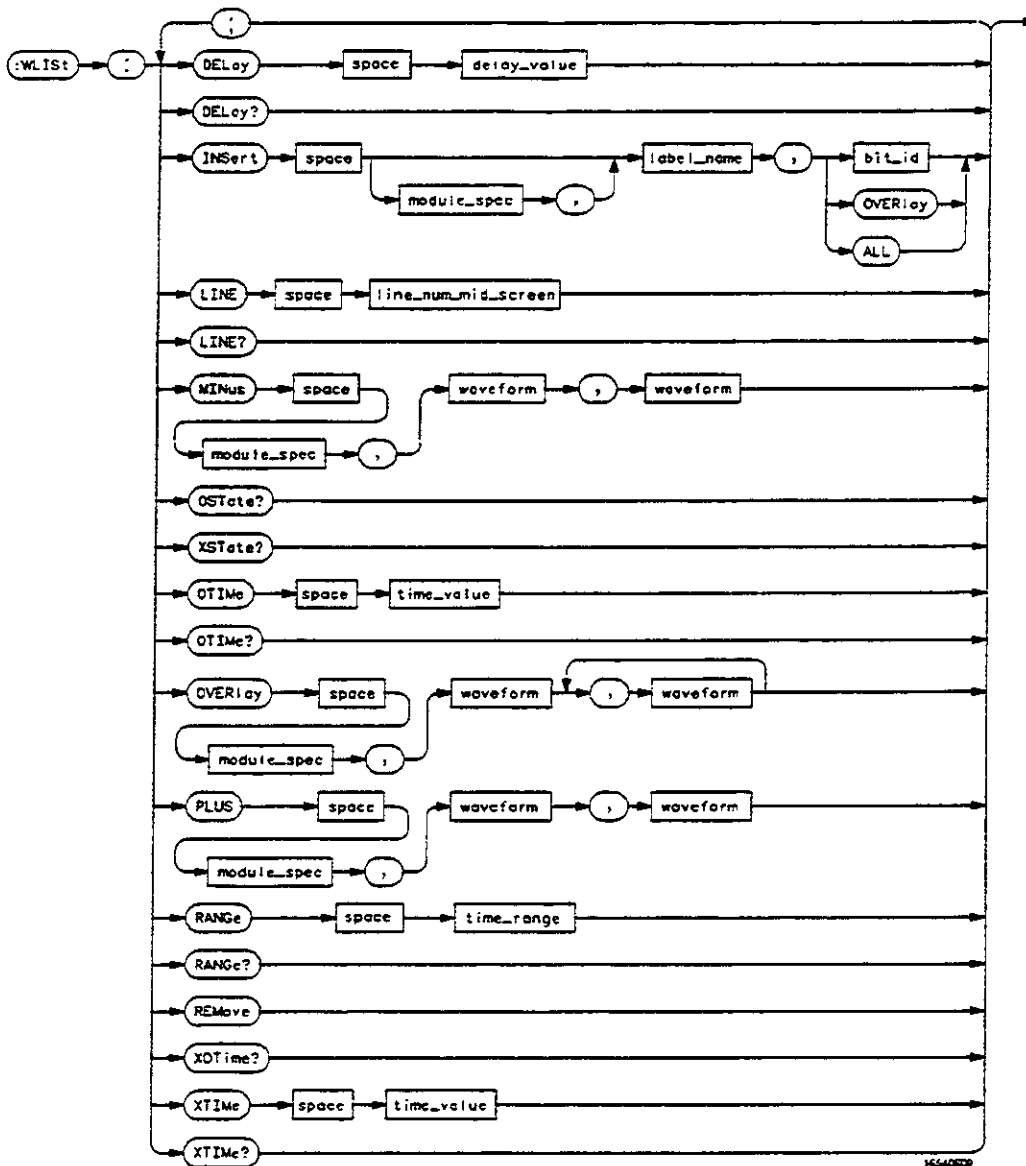 ;
:WLISt : DELay space delay_value
DELay?
INSert space label_name , bit_id
module_spec , OVERlay
ALL
LINE space line_num_mid_screen
LINE?
MINus space waveform , waveform
module_spec ,
OSTate?
XSTate?
OTIMe space time_value
OTIMe?
OVERlay space waveform , waveform
module_spec ,
PLUS space waveform , waveform
module_spec ,
RANGe space time_range
RANGe?
REMove
XOTime?
XTIMe space time_value
XTIMe?